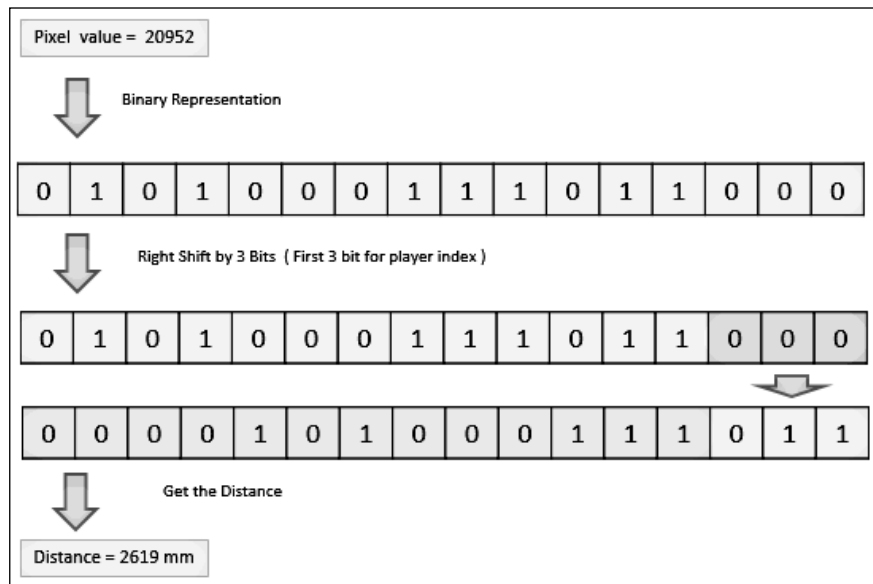 Pixel value = 20952
Binary Representation
0 1 0 1 0 0 0 1 1 1 0 1 1 0 0 0
Right Shift by 3 Bits ( First 3 bit for player index )
0 1 0 1 0 0 0 1 1 1 0 1 1 0 0 0
0 0 0 0 1 0 1 0 0 0 1 1 1 0 1 1
Get the Distance
Distance = 2619 mm